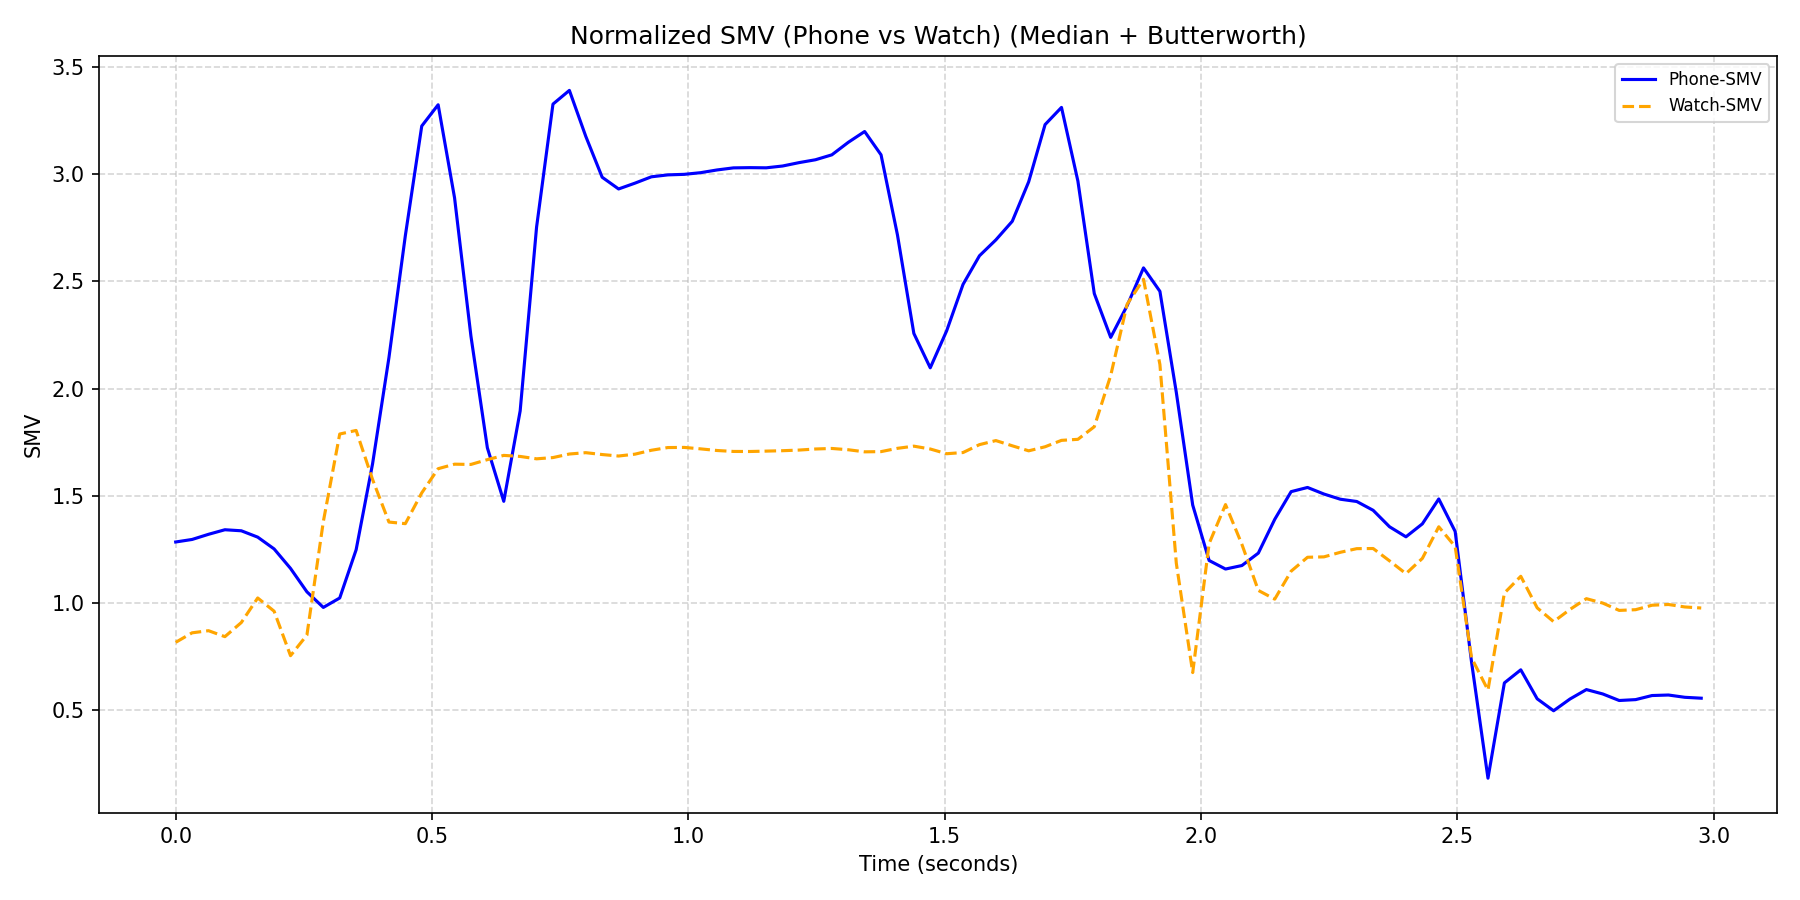 Normalized SMV (Phone vs Watch) (Median + Butterworth)
Phone-SMV
Watch-SMV
SMV
3.5
3.0
2.5
2.0
1.5
1.0
0.5
0.0 0.5 1.0 1.5 2.0 2.5 3.0
Time (seconds)